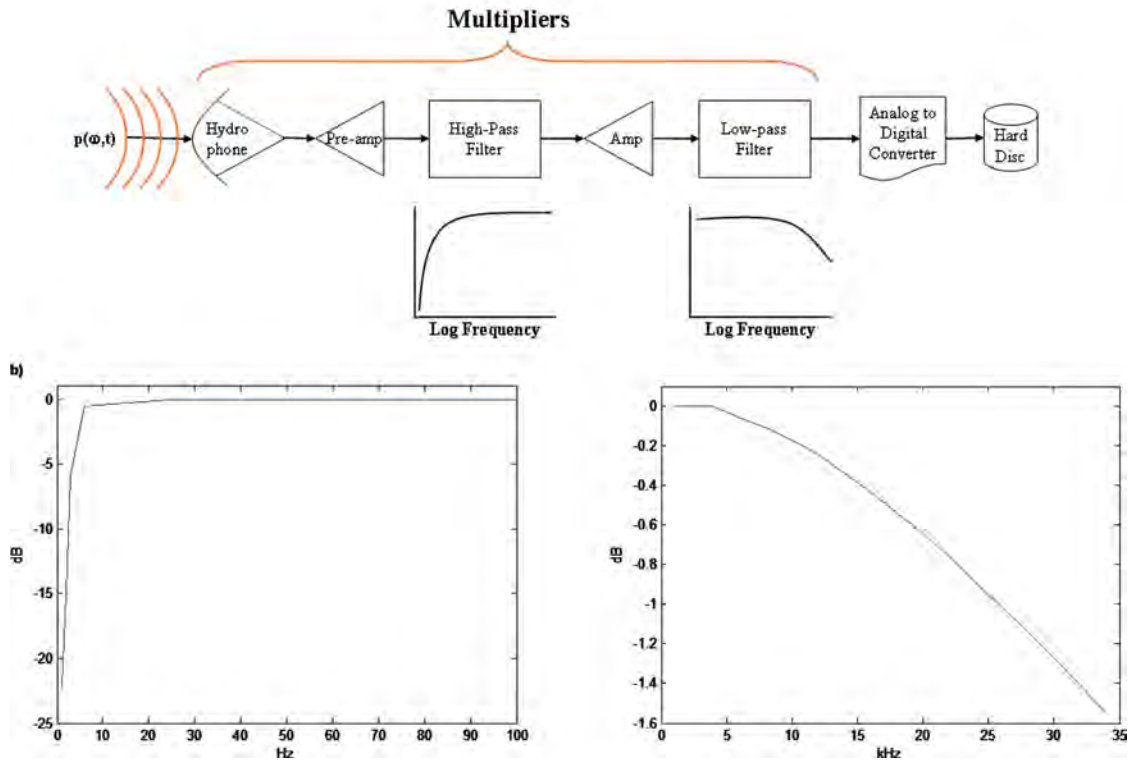 Multipliers
p(ω,t)
Hydro
phone
Pre-amp
High-Pass
Filter
Amp
Low-pass
Filter
Analog to
Digital
Converter
Hard
Disc
Log Frequency
Log Frequency
b)
0
-5
-10
-15
-20
-25
dB
0 10 20 30 40 50 60 70 80 90 100
Hz
0
-0.2
-0.4
-0.6
-0.8
-1
-1.2
-1.4
-1.6
dB
0 5 10 15 20 25 30 35
kHz